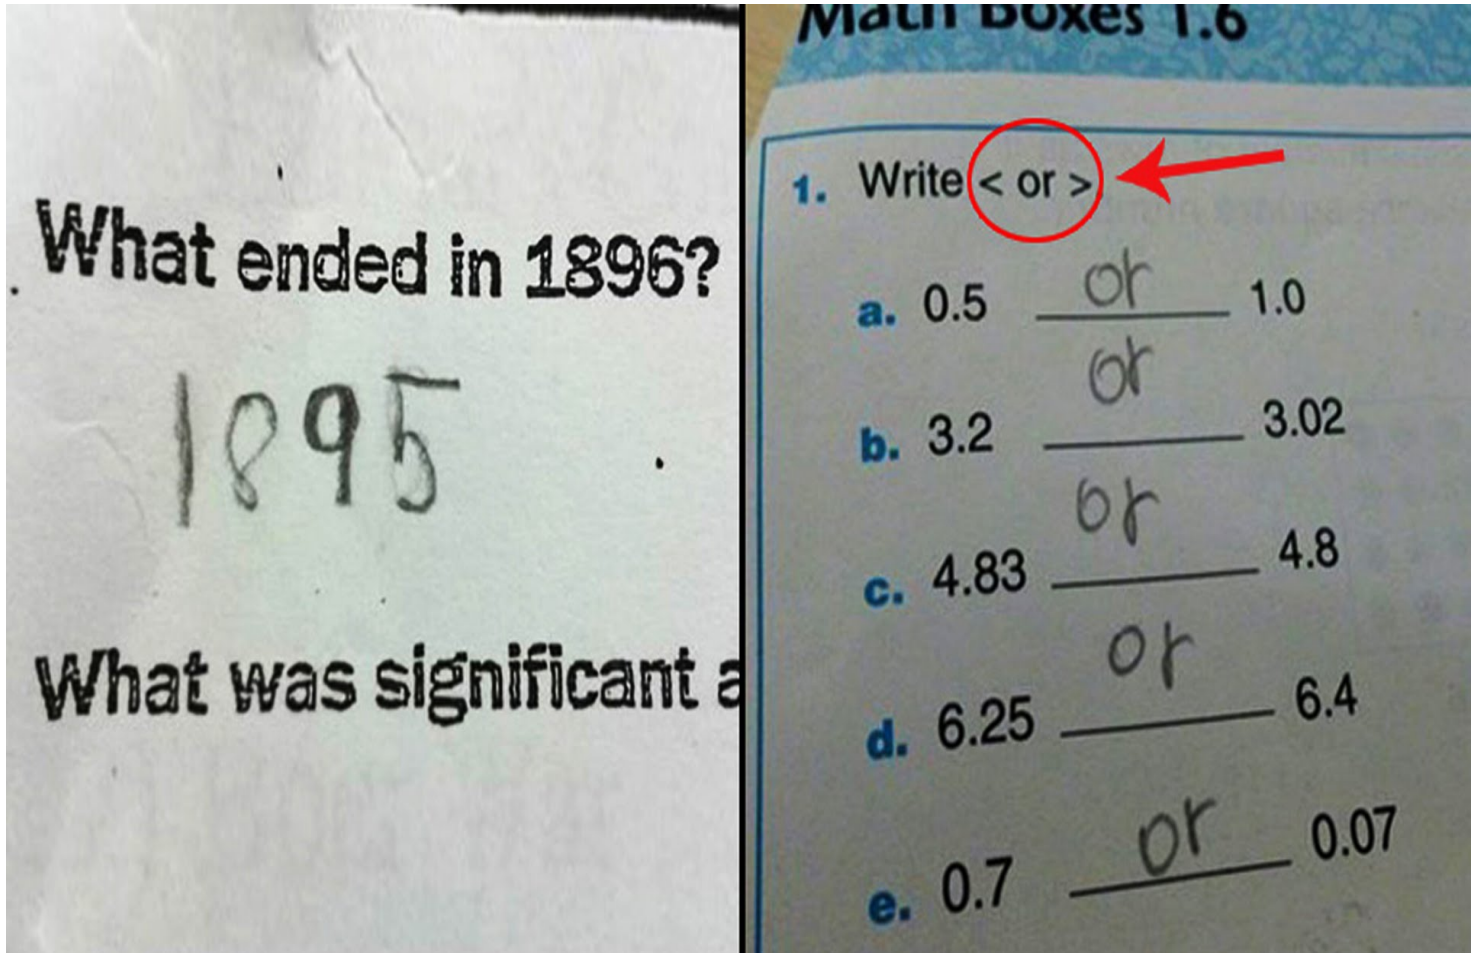 What ended in 1896?
1895
What was significant a
Math Boxes 1.6
1. Write < or >
a. 0.5 or 1.0
b. 3.2 or 3.02
c. 4.83 or 4.8
d. 6.25 or 6.4
e. 0.7 or 0.07